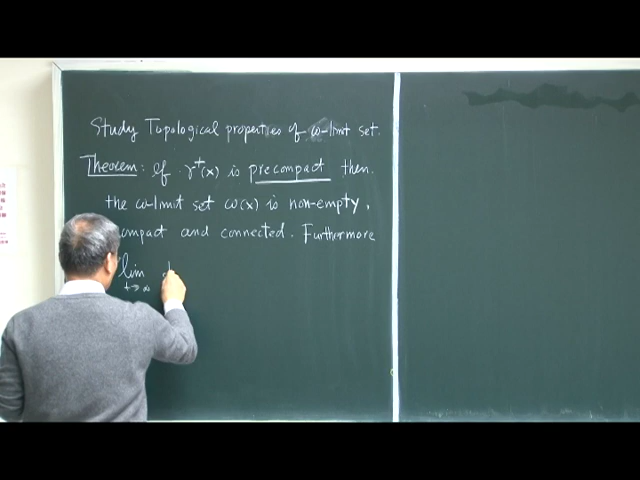 Study Topological properties of ω-limit set.
Theorem: If γ⁺(x) is precompact then
the ω-limit set ω(x) is non-empty,
ompact and connected. Furthermore
lim d
t→∞